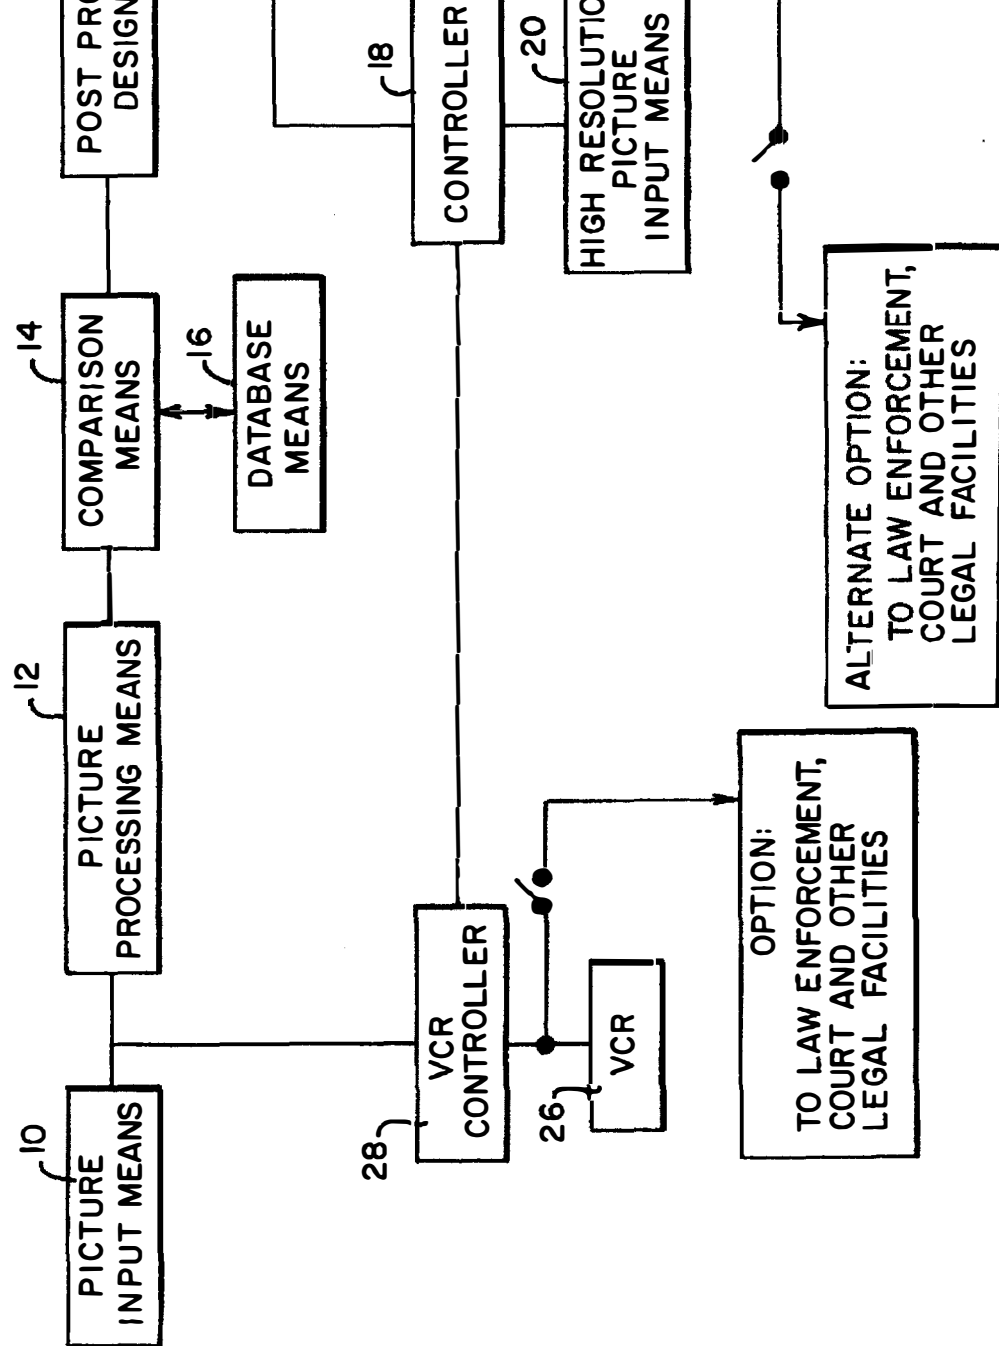 10
PICTURE
INPUT MEANS
12
PICTURE
PROCESSING MEANS
14
COMPARISON
MEANS
POST PRO
DESIGN
16
DATABASE
MEANS
28
VCR
CONTROLLER
18
CONTROLLER
26
VCR
20
HIGH RESOLUTIO
PICTURE
INPUT MEANS
OPTION:
TO LAW ENFORCEMENT,
COURT AND OTHER
LEGAL FACILITIES
ALTERNATE OPTION:
TO LAW ENFORCEMENT,
COURT AND OTHER
LEGAL FACILITIES